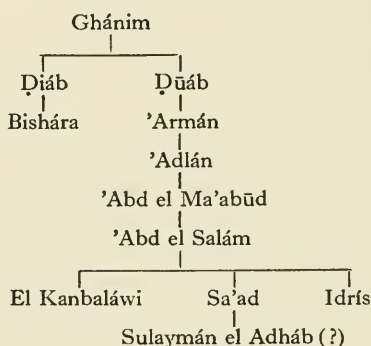 Ghánim
Ḍiáb Ḍūáb
Bishára ’Armán
’Adlán
’Abd el Ma’abūd
’Abd el Salám
El Kanbaláwi Sa’ad Idrís
Sulaymán el Adháb (?)